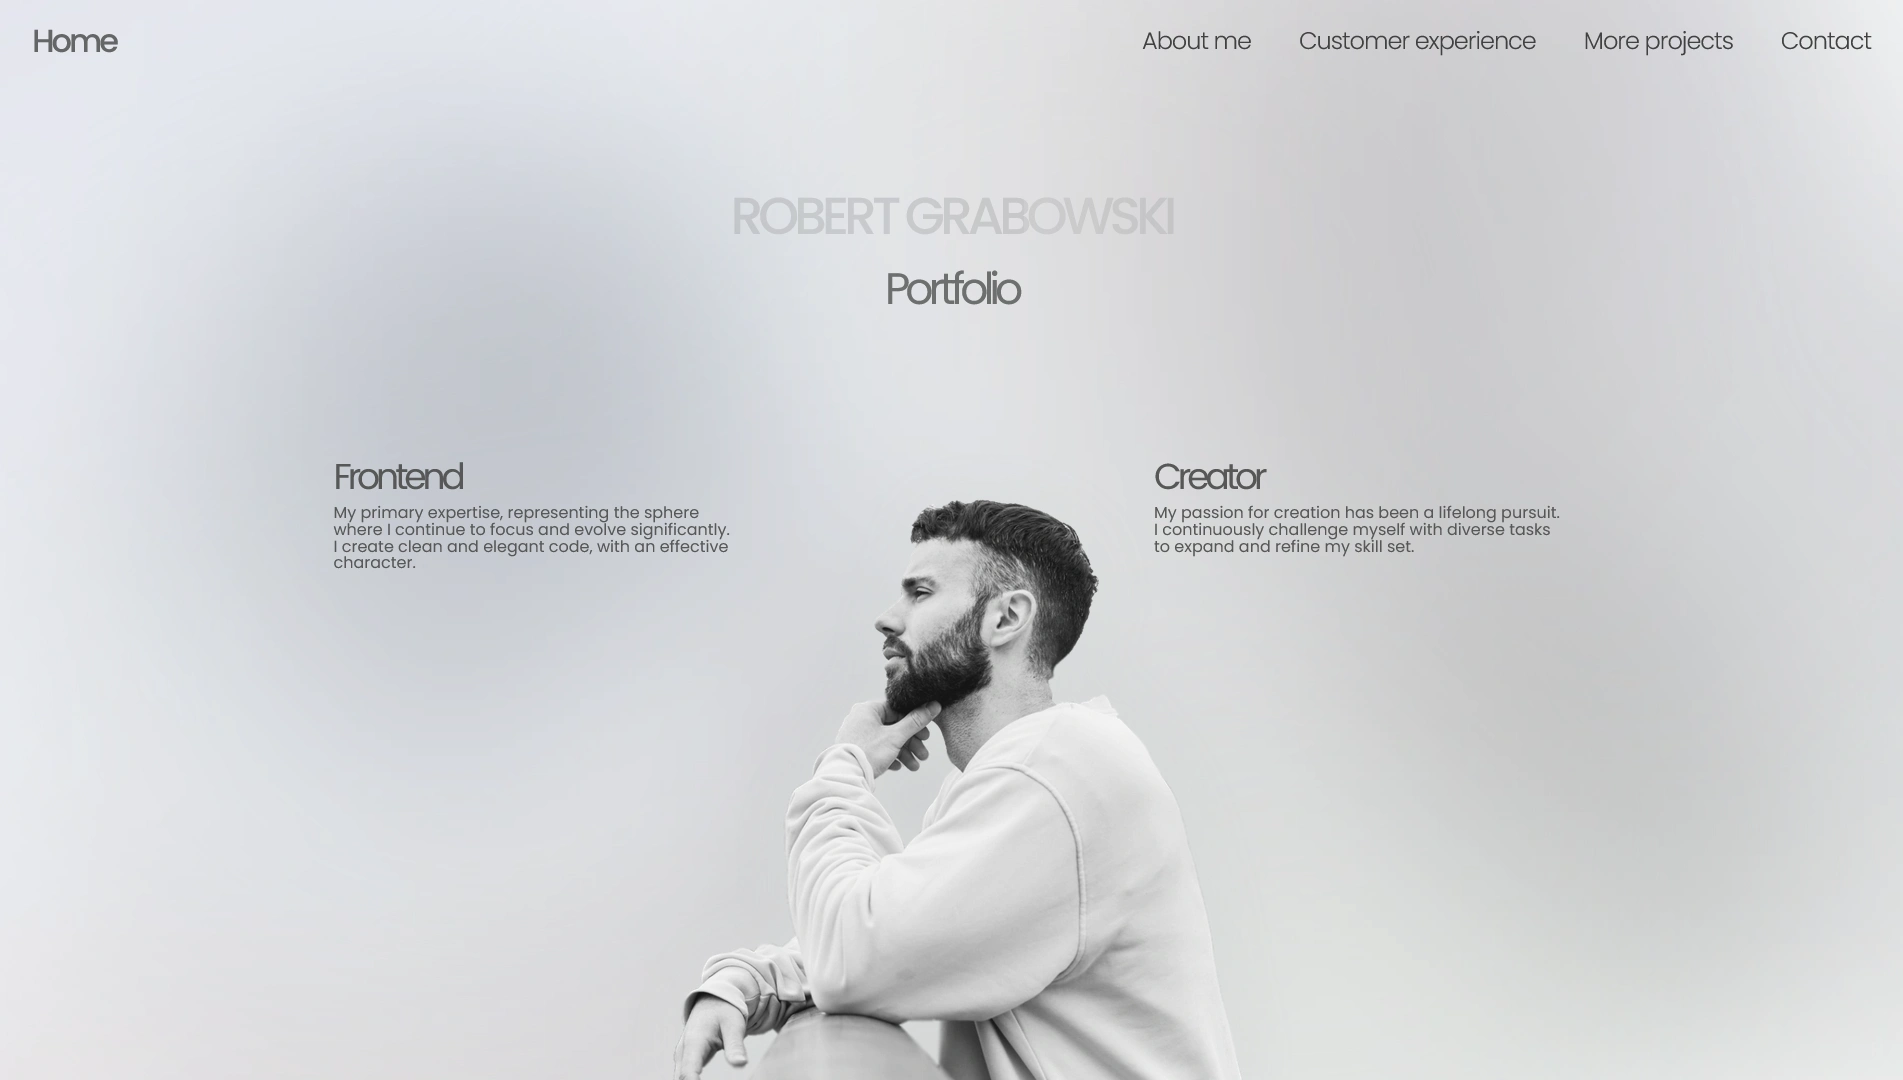 Home
About me
Customer experience
More projects
Contact
ROBERT GRABOWSKI
Portfolio
Frontend
My primary expertise, representing the sphere
where I continue to focus and evolve significantly.
I create clean and elegant code, with an effective
character.
Creator
My passion for creation has been a lifelong pursuit.
I continuously challenge myself with diverse tasks
to expand and refine my skill set.